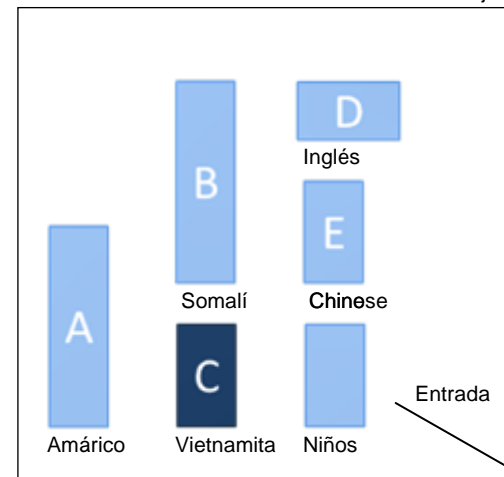 D
Inglés
B
E
Somalí
Chinese
A
C
Entrada
Amárico
Vietnamita
Niños